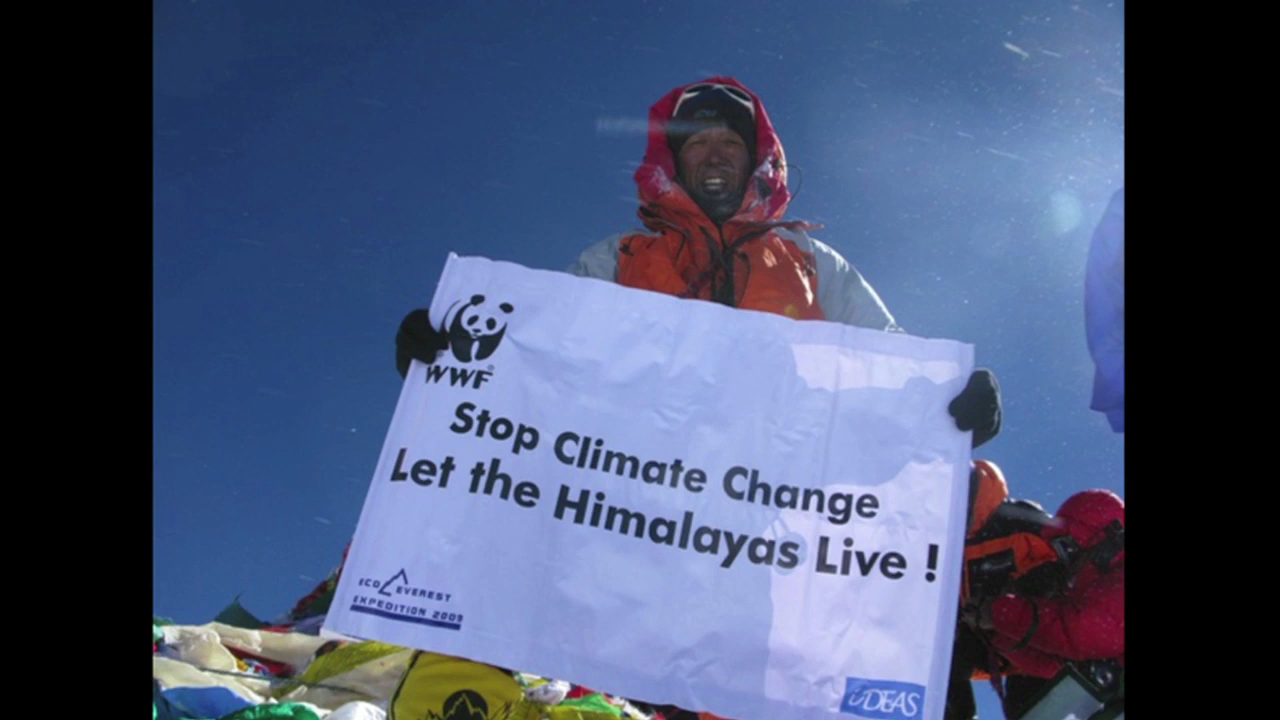 WWF
Stop Climate Change
Let the Himalayas Live !
ECO EVEREST
EXPEDITION 2009
iDEAS